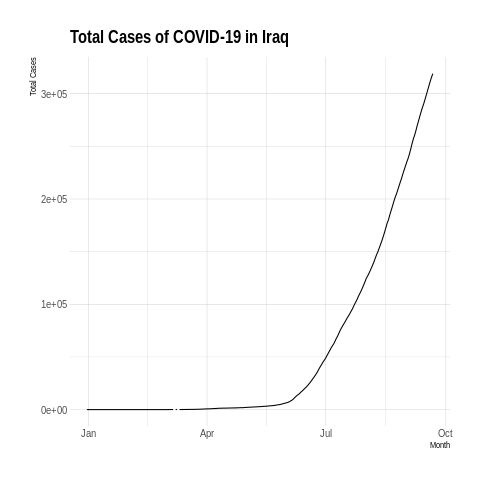 Total Cases of COVID-19 in Iraq
Total Cases
3e+05
2e+05
1e+05
0e+00
Jan Apr Jul Oct
Month